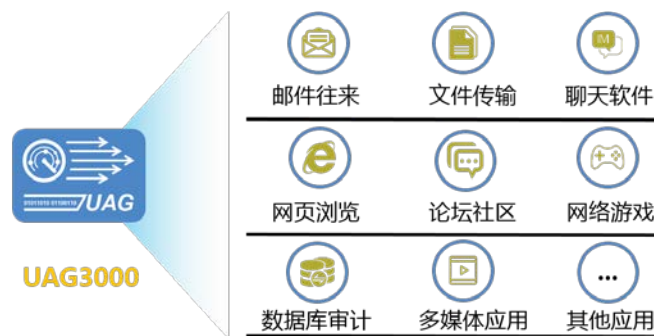 IM
邮件往来 文件传输 聊天软件
网页浏览 论坛社区 网络游戏
UAG
UAG3000
...
数据库审计 多媒体应用 其他应用